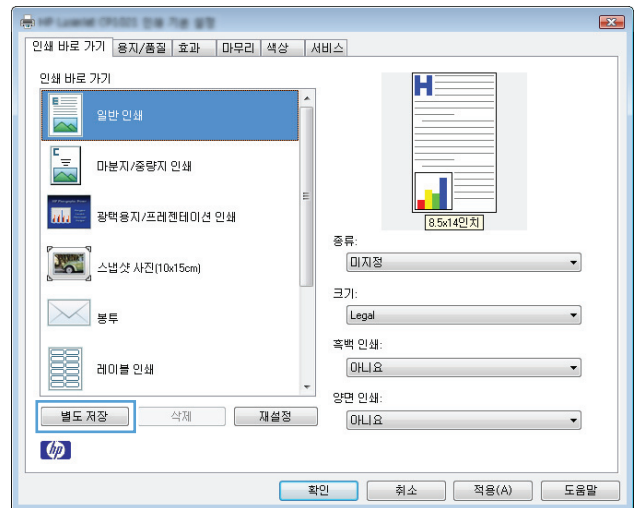 인쇄 바로 가기 용지/품질 효과 마무리 색상 서비스
인쇄 바로 가기
일반 인쇄
마분지/중량지 인쇄
광택용지/프레젠테이션 인쇄
스냅샷 사진(10x15cm)
봉투
레이블 인쇄
별도 저장 삭제 재설정
H
8.5x14인치
종류:
미지정
크기:
Legal
흑백 인쇄:
아니요
양면 인쇄:
아니요
hp
확인 취소 적용(A) 도움말